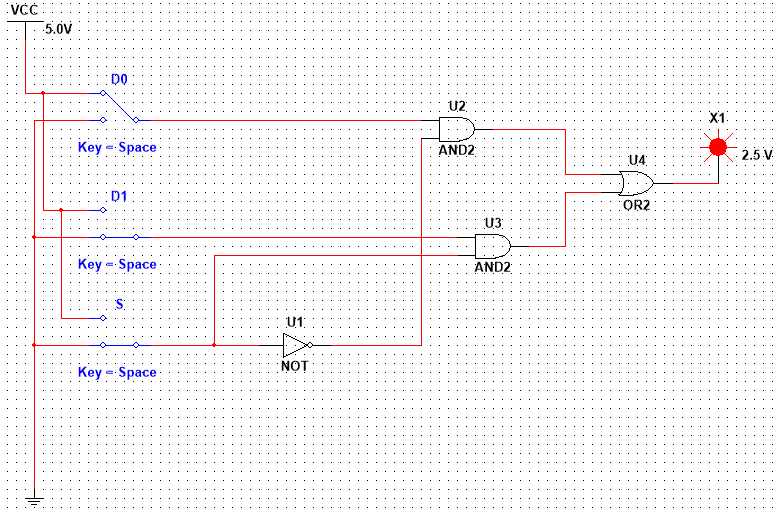 VCC
5.0V
D0
Key = Space
U2
AND2
X1
2.5 V
U4
OR2
D1
Key = Space
U3
AND2
S
Key = Space
U1
NOT